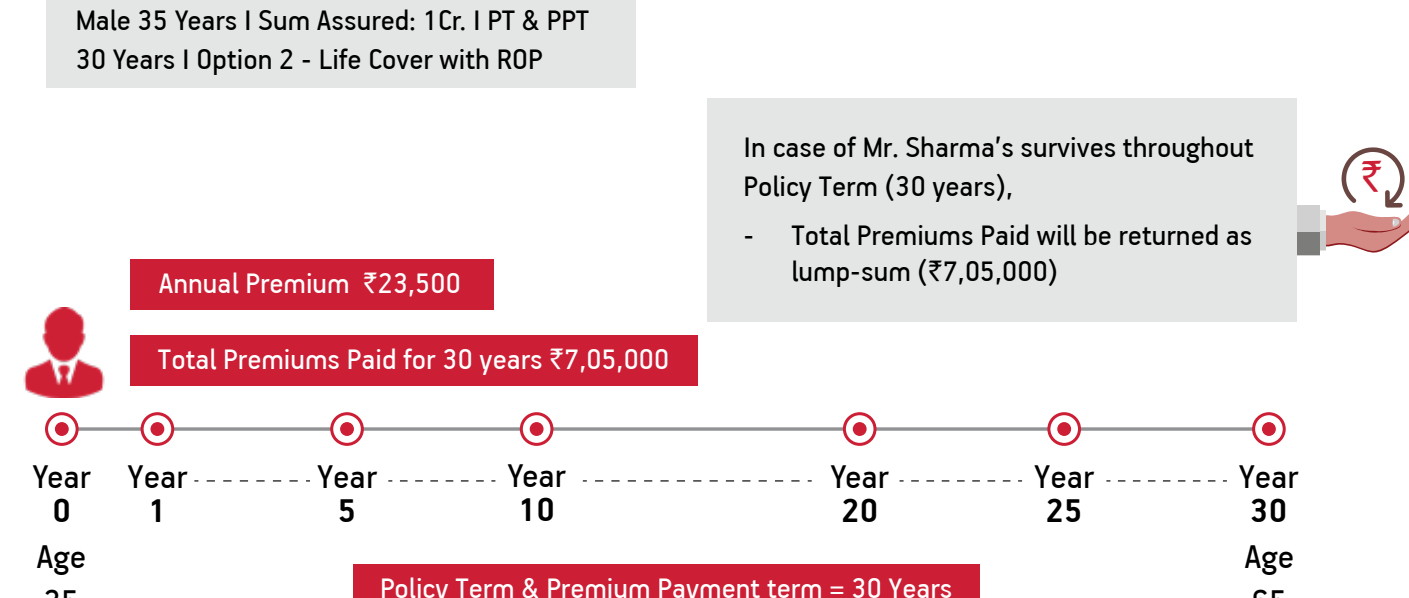 Male 35 Years I Sum Assured: 1Cr. I PT & PPT
30 Years I Option 2 - Life Cover with ROP
In case of Mr. Sharma's survives throughout
Policy Term (30 years),
- Total Premiums Paid will be returned as
lump-sum (₹7,05,000)
₹
Annual Premium ₹23,500
Total Premiums Paid for 30 years ₹7,05,000
Year Year Year Year Year Year Year
0 1 5 10 20 25 30
Age Age
35 65
Policy Term & Premium Payment term = 30 Years